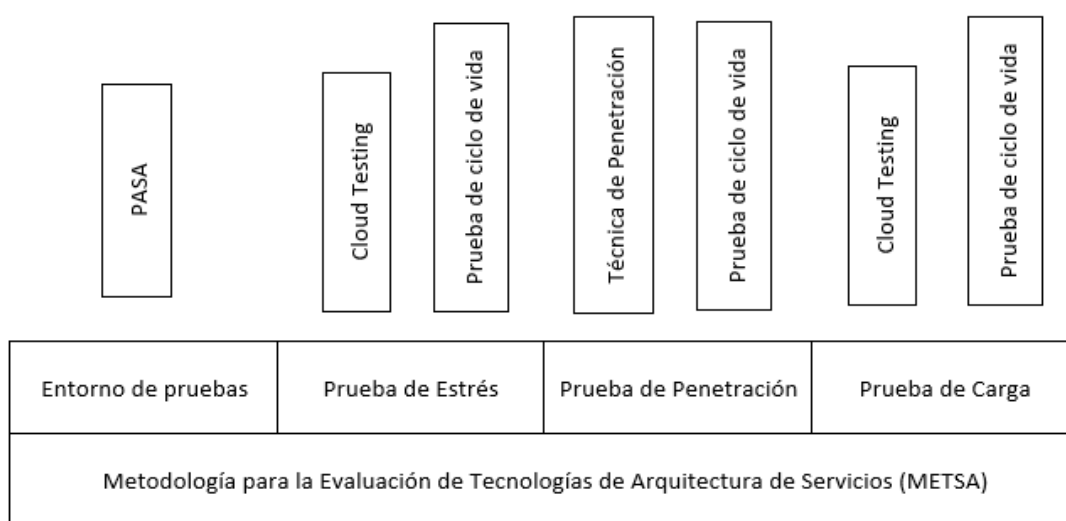 PASA
Cloud Testing
Prueba de ciclo de vida
Técnica de Penetración
Prueba de ciclo de vida
Cloud Testing
Prueba de ciclo de vida
Entorno de pruebas
Prueba de Estrés
Prueba de Penetración
Prueba de Carga
Metodología para la Evaluación de Tecnologías de Arquitectura de Servicios (METSA)